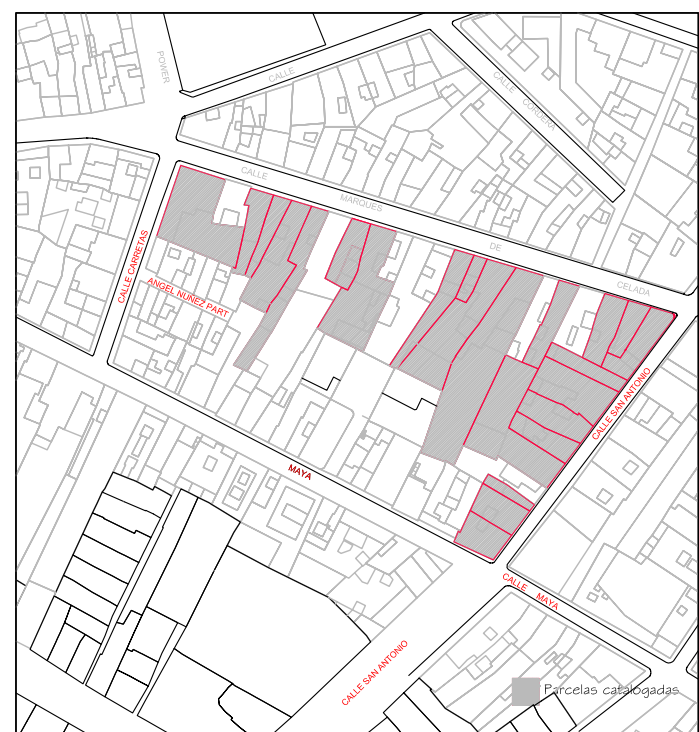 POWER
CALLE
CALLE CORDERA
CALLE MARQUES DE CELADA
CALLE CARRETAS
ANGEL NUÑEZ PART
CALLE SAN ANTONIO
MAYA
CALLE MAYA
CALLE SAN ANTONIO
Parcelas catalogadas